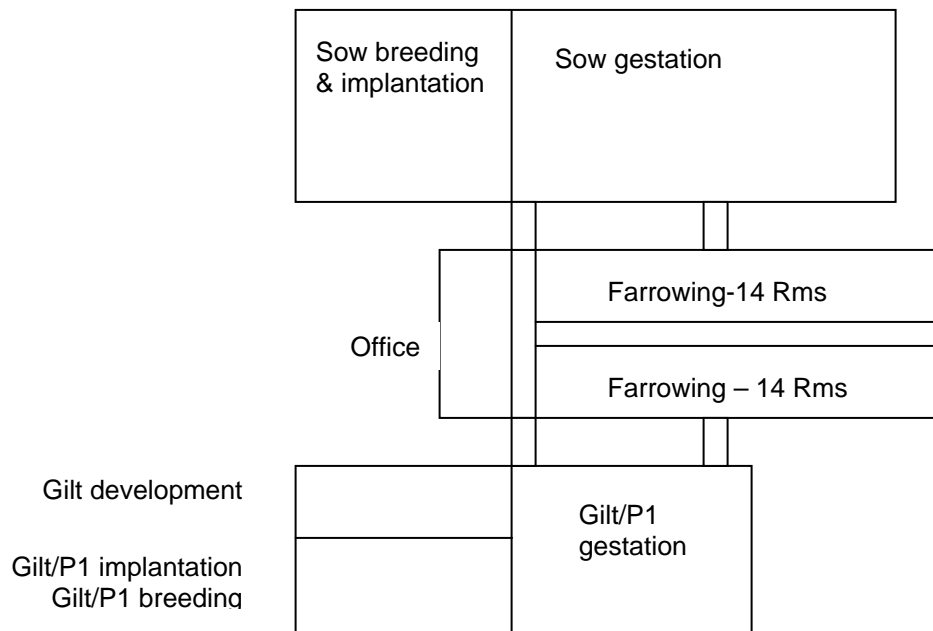 Sow breeding
& implantation
Sow gestation
Farrowing-14 Rms
Office
Farrowing – 14 Rms
Gilt development
Gilt/P1
gestation
Gilt/P1 implantation
Gilt/P1 breeding